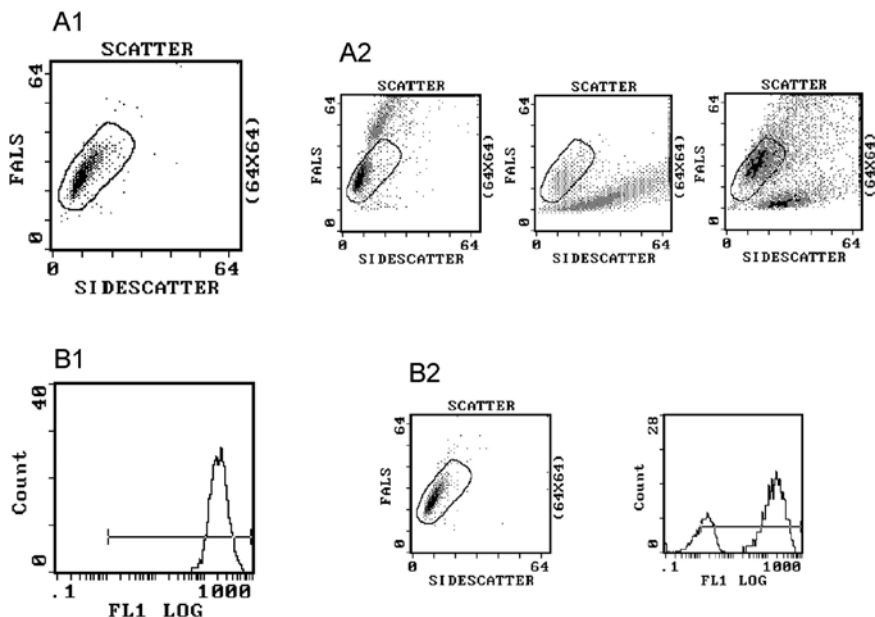 A1
SCATTER
64
FALS
0
(64X64)
0 64
SIDESCATTER
A2
SCATTER
64
FALS
0
(64X64)
0 64
SIDESCATTER
SCATTER
64
FALS
0
(64X64)
0 64
SIDESCATTER
SCATTER
64
FALS
0
(64X64)
0 64
SIDESCATTER
B1
40
Count
0
.1 1000
FL1 LOG
B2
SCATTER
64
FALS
0
(64X64)
0 64
SIDESCATTER
28
Count
0
.1 1000
FL1 LOG